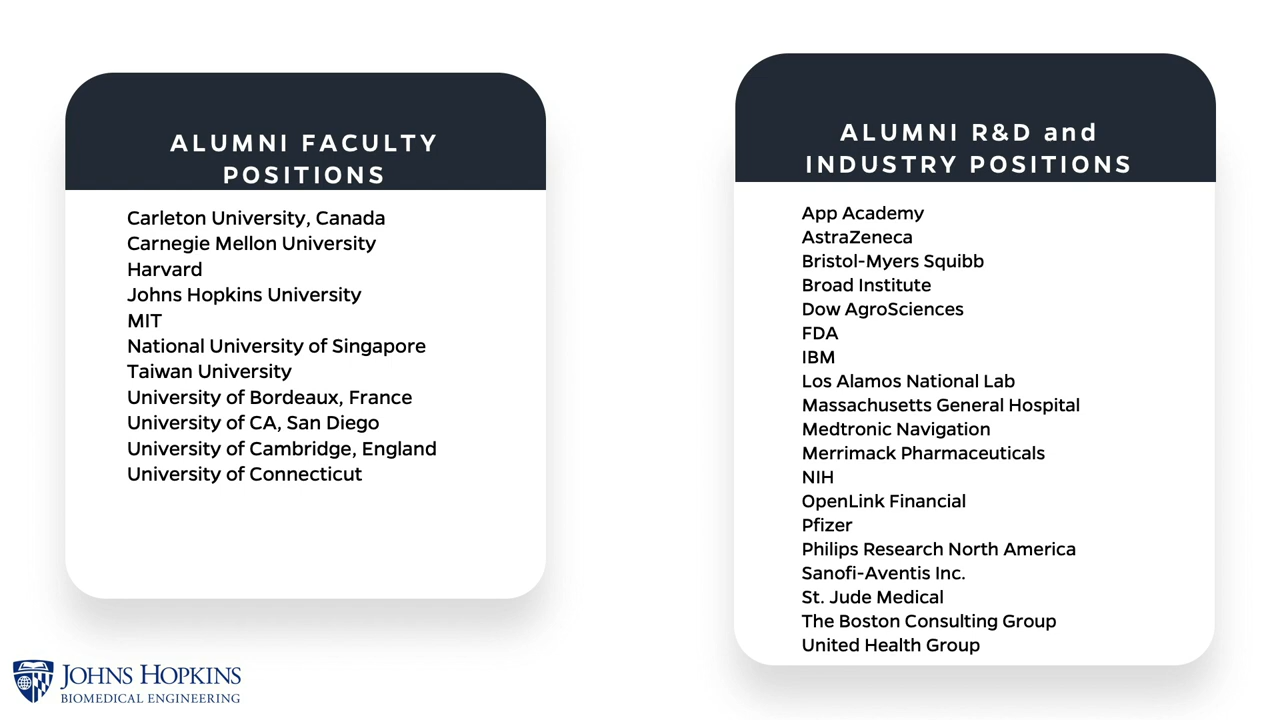 ALUMNI FACULTY
POSITIONS
Carleton University, Canada
Carnegie Mellon University
Harvard
Johns Hopkins University
MIT
National University of Singapore
Taiwan University
University of Bordeaux, France
University of CA, San Diego
University of Cambridge, England
University of Connecticut
ALUMNI R&D and
INDUSTRY POSITIONS
App Academy
AstraZeneca
Bristol-Myers Squibb
Broad Institute
Dow AgroSciences
FDA
IBM
Los Alamos National Lab
Massachusetts General Hospital
Medtronic Navigation
Merrimack Pharmaceuticals
NIH
OpenLink Financial
Pfizer
Philips Research North America
Sanofi-Aventis Inc.
St. Jude Medical
The Boston Consulting Group
United Health Group
JOHNS HOPKINS
BIOMEDICAL ENGINEERING